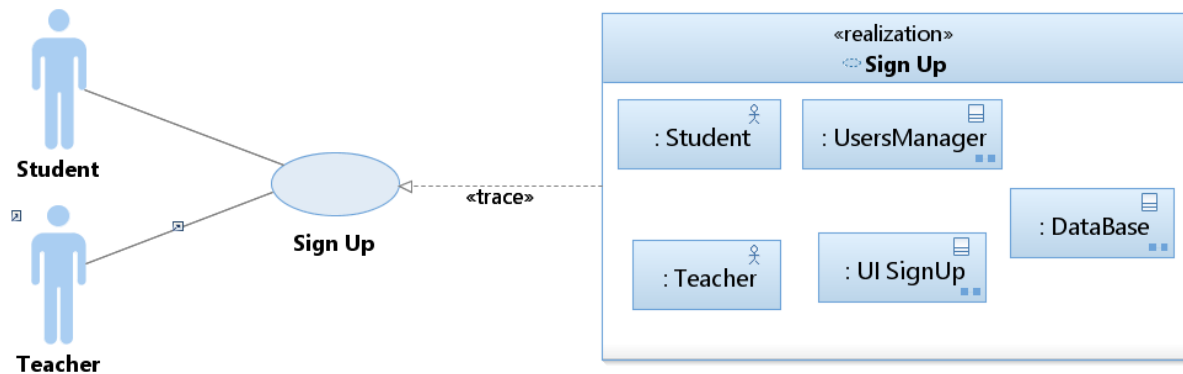 Student
Teacher
Sign Up
«trace»
«realization»
Sign Up
: Student
: UsersManager
: DataBase
: Teacher
: UI SignUp